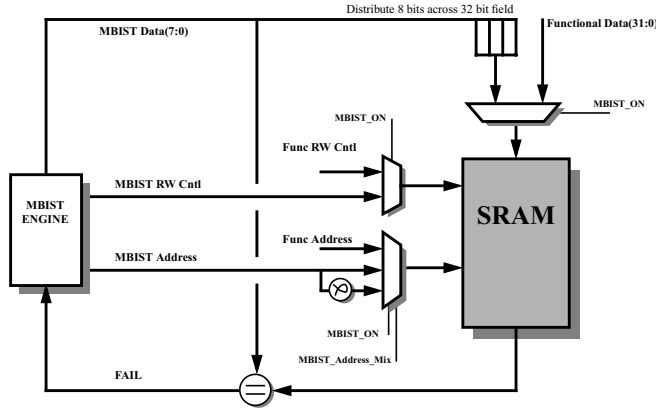 Distribute 8 bits across 32 bit field
MBIST Data(7:0)
Functional Data(31:0)
MBIST_ON
MBIST_ON
Func RW Cntl
MBIST RW Cntl
MBIST
ENGINE
SRAM
Func Address
MBIST Address
MBIST_ON
MBIST_Address_Mix
FAIL